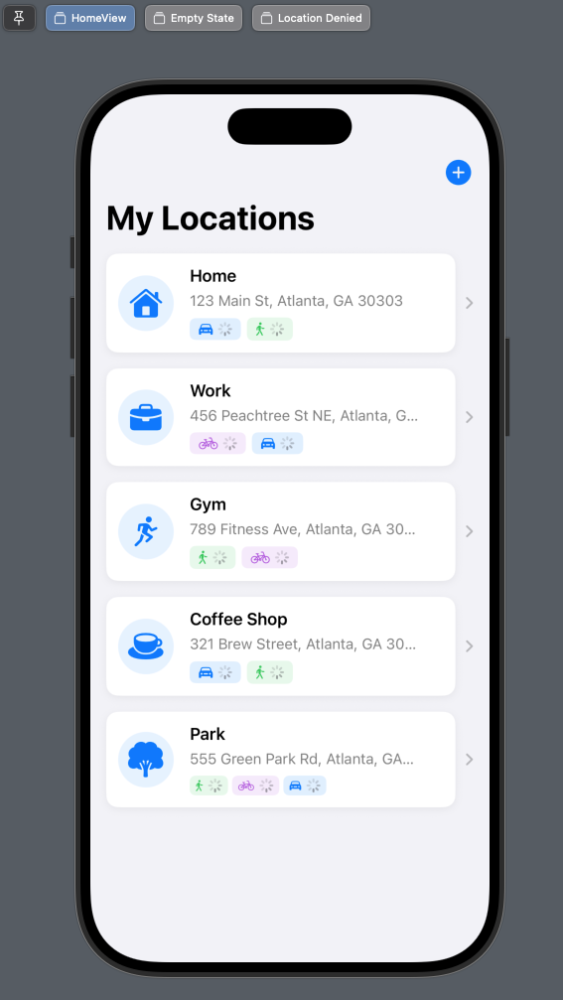 HomeView
Empty State
Location Denied
My Locations
Home
123 Main St, Atlanta, GA 30303
Work
456 Peachtree St NE, Atlanta, G...
Gym
789 Fitness Ave, Atlanta, GA 30...
Coffee Shop
321 Brew Street, Atlanta, GA 30...
Park
555 Green Park Rd, Atlanta, GA...